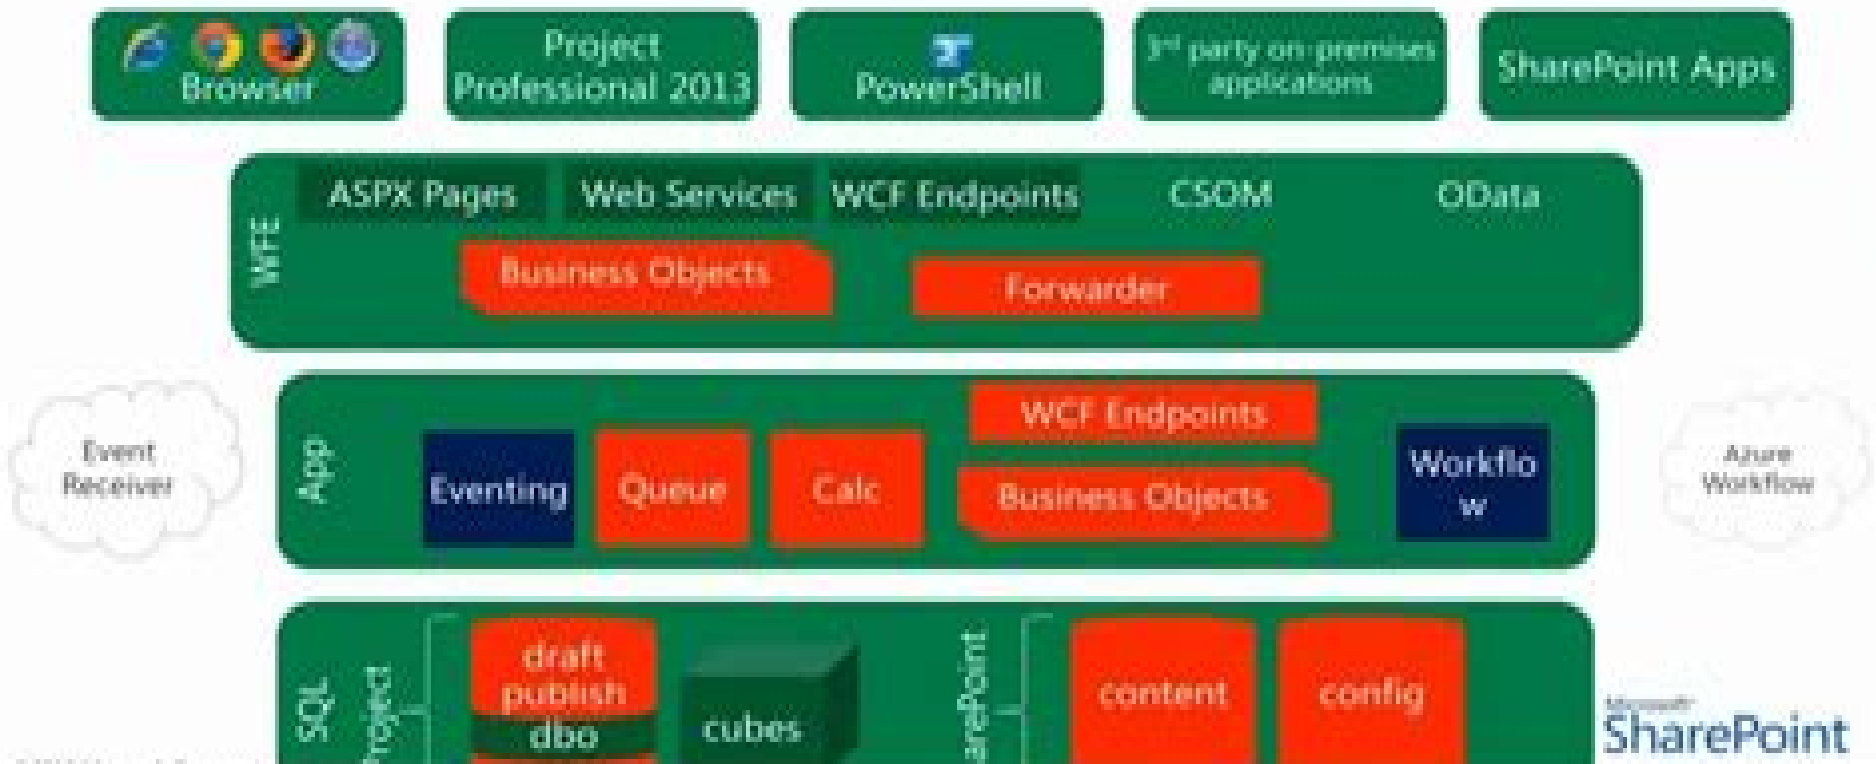 Browser
Project
Professional 2013
PowerShell
3rd party on-premises
applications
SharePoint Apps
WFE
ASPX Pages
Web Services
WCF Endpoints
CSOM
OData
Business Objects
Forwarder
Event
Receiver
App
Eventing
Queue
Calc
WCF Endpoints
Business Objects
Workflo
w
Azure
Workflow
SQL
Project
draft
publish
dbo
cubes
arePoint
content
config
Microsoft
SharePoint